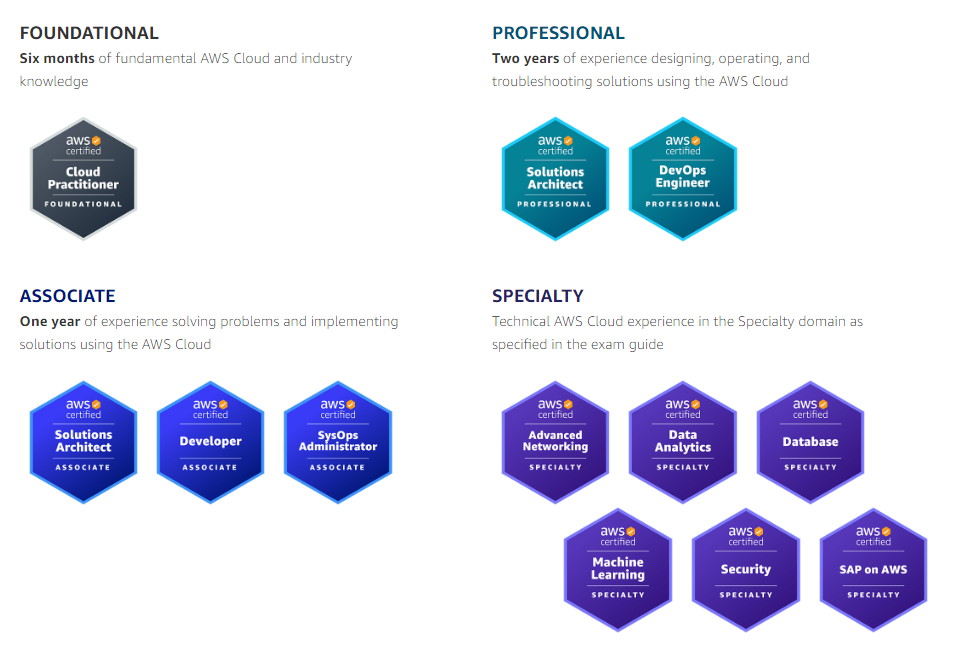 FOUNDATIONAL
Six months of fundamental AWS Cloud and industry
knowledge
aws
certified
Cloud
Practitioner
FOUNDATIONAL
PROFESSIONAL
Two years of experience designing, operating, and
troubleshooting solutions using the AWS Cloud
aws
certified
Solutions
Architect
PROFESSIONAL
aws
certified
DevOps
Engineer
PROFESSIONAL
ASSOCIATE
One year of experience solving problems and implementing
solutions using the AWS Cloud
aws
certified
Solutions
Architect
ASSOCIATE
aws
certified
Developer
ASSOCIATE
aws
certified
SysOps
Administrator
ASSOCIATE
SPECIALTY
Technical AWS Cloud experience in the Specialty domain as
specified in the exam guide
aws
certified
Advanced
Networking
SPECIALTY
aws
certified
Data
Analytics
SPECIALTY
aws
certified
Database
SPECIALTY
aws
certified
Machine
Learning
SPECIALTY
aws
certified
Security
SPECIALTY
aws
certified
SAP on AWS
SPECIALTY